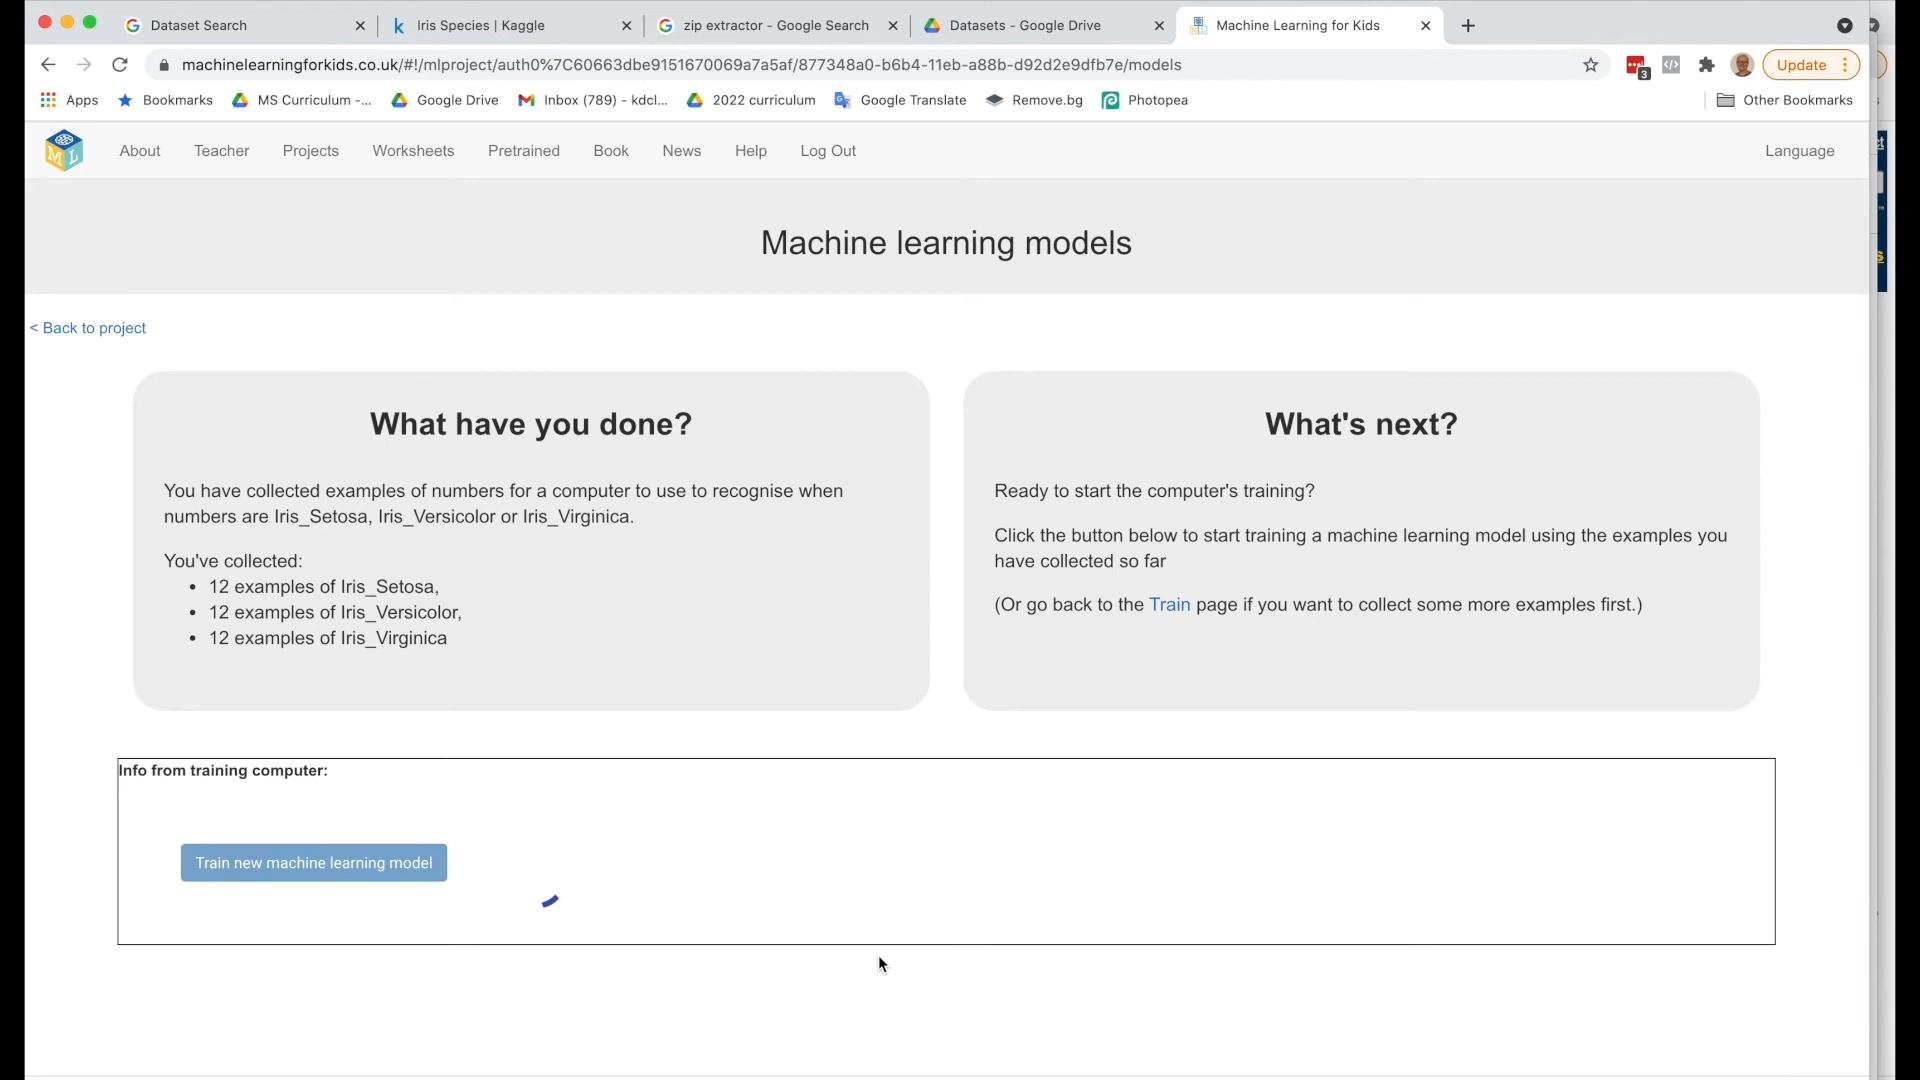 Dataset Search
Iris Species | Kaggle
zip extractor - Google Search
Datasets - Google Drive
Machine Learning for Kids
machinelearningforkids.co.uk/#!/mlproject/auth0%7C60663dbe9151670069a7a5af/877348a0-b6b4-11eb-a88b-d92d2e9dfb7e/models
3
Update
Apps
Bookmarks
MS Curriculum -...
Google Drive
Inbox (789) - kdcl...
2022 curriculum
Google Translate
Remove.bg
Photopea
Other Bookmarks
ML
About
Teacher
Projects
Worksheets
Pretrained
Book
News
Help
Log Out
Language
Machine learning models
< Back to project
What have you done?
You have collected examples of numbers for a computer to use to recognise when
numbers are Iris_Setosa, Iris_Versicolor or Iris_Virginica.
You've collected:
• 12 examples of Iris_Setosa,
• 12 examples of Iris_Versicolor,
• 12 examples of Iris_Virginica
What's next?
Ready to start the computer's training?
Click the button below to start training a machine learning model using the examples you
have collected so far
(Or go back to the Train page if you want to collect some more examples first.)
Info from training computer:
Train new machine learning model